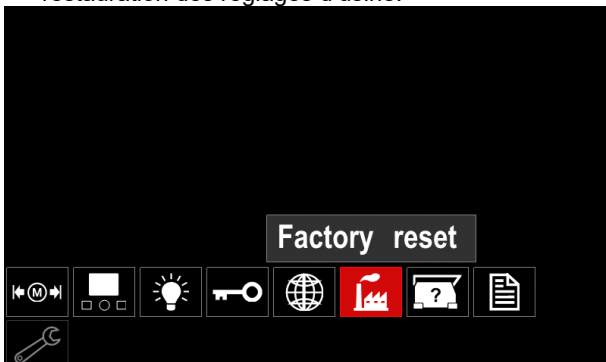 restauration des réglages d'usine.
Factory reset
M
?